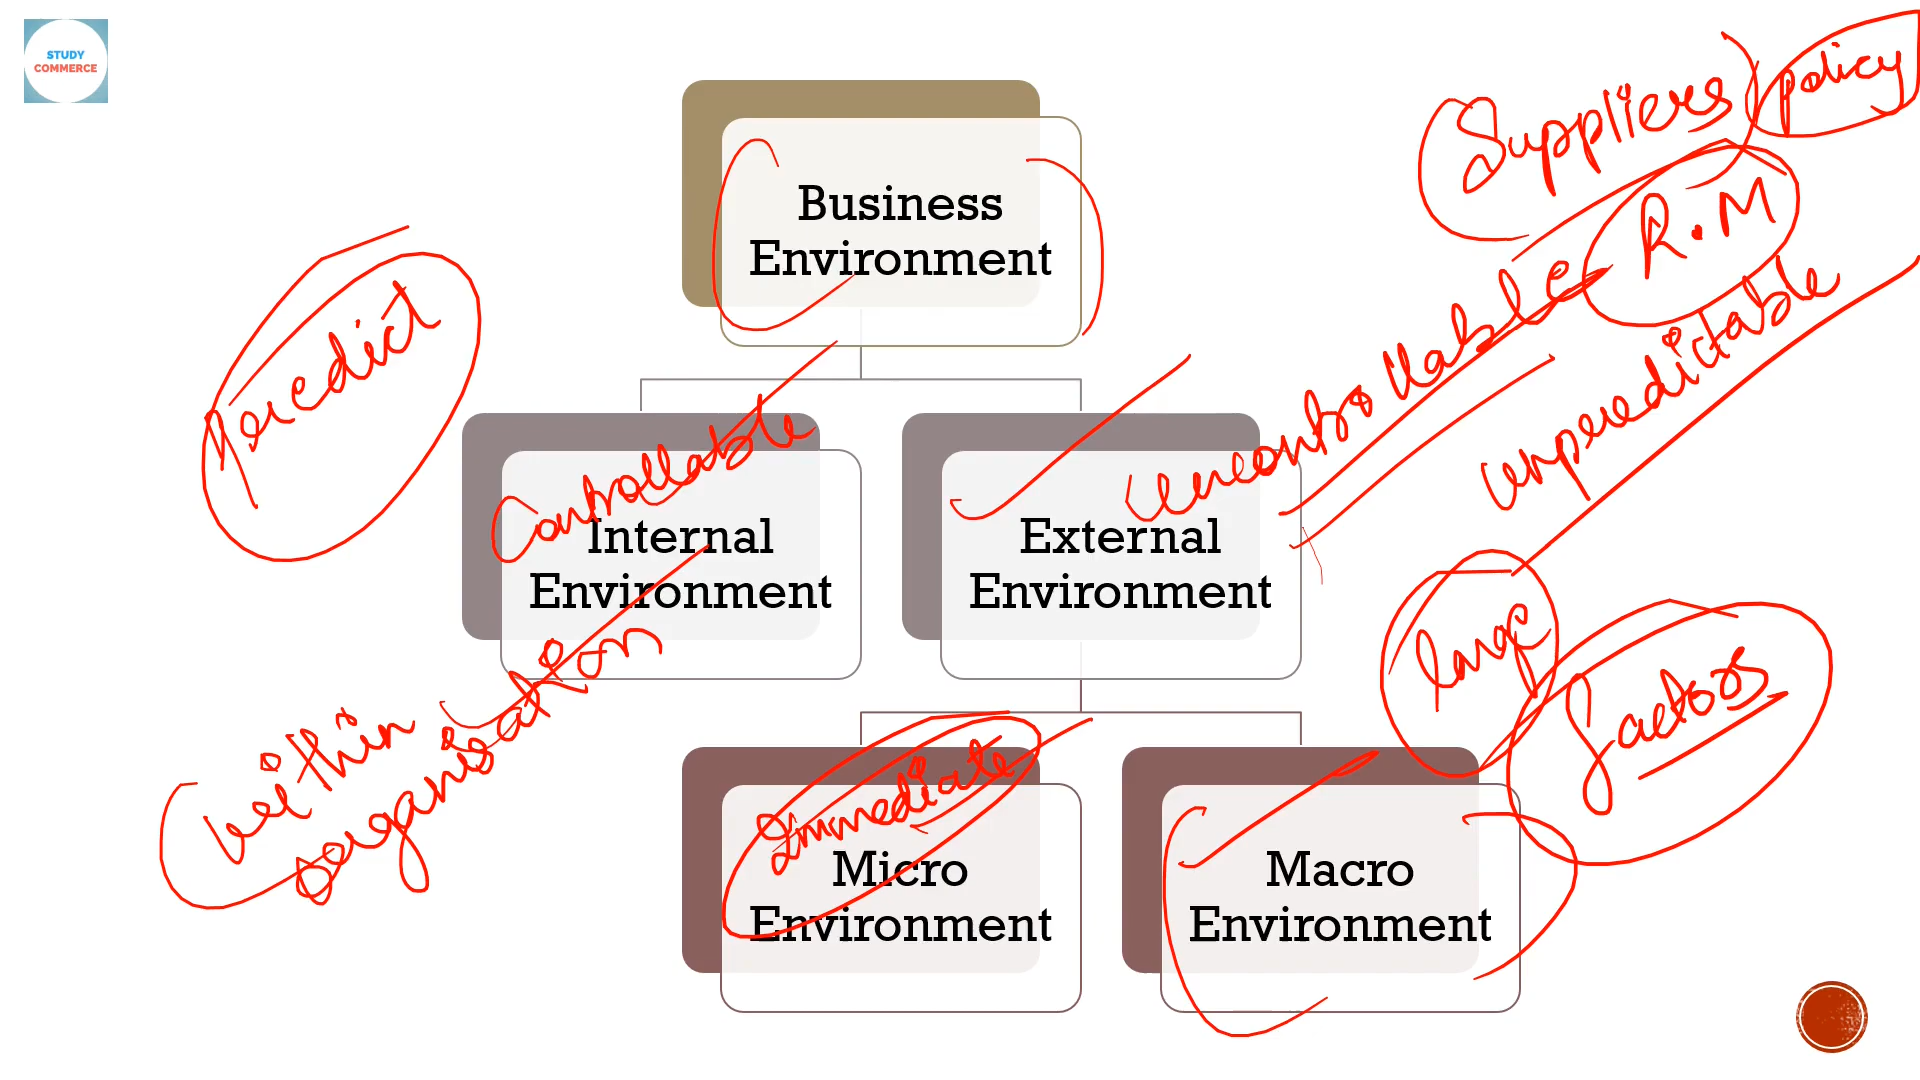 STUDY
COMMERCE
Suppliers
policy
R.M
Business
Environment
Predict
Controllable
Uncontrollable
unpredictable
Internal
Environment
External
Environment
large
factors
within
organisation
Immediate
Micro
Environment
Macro
Environment